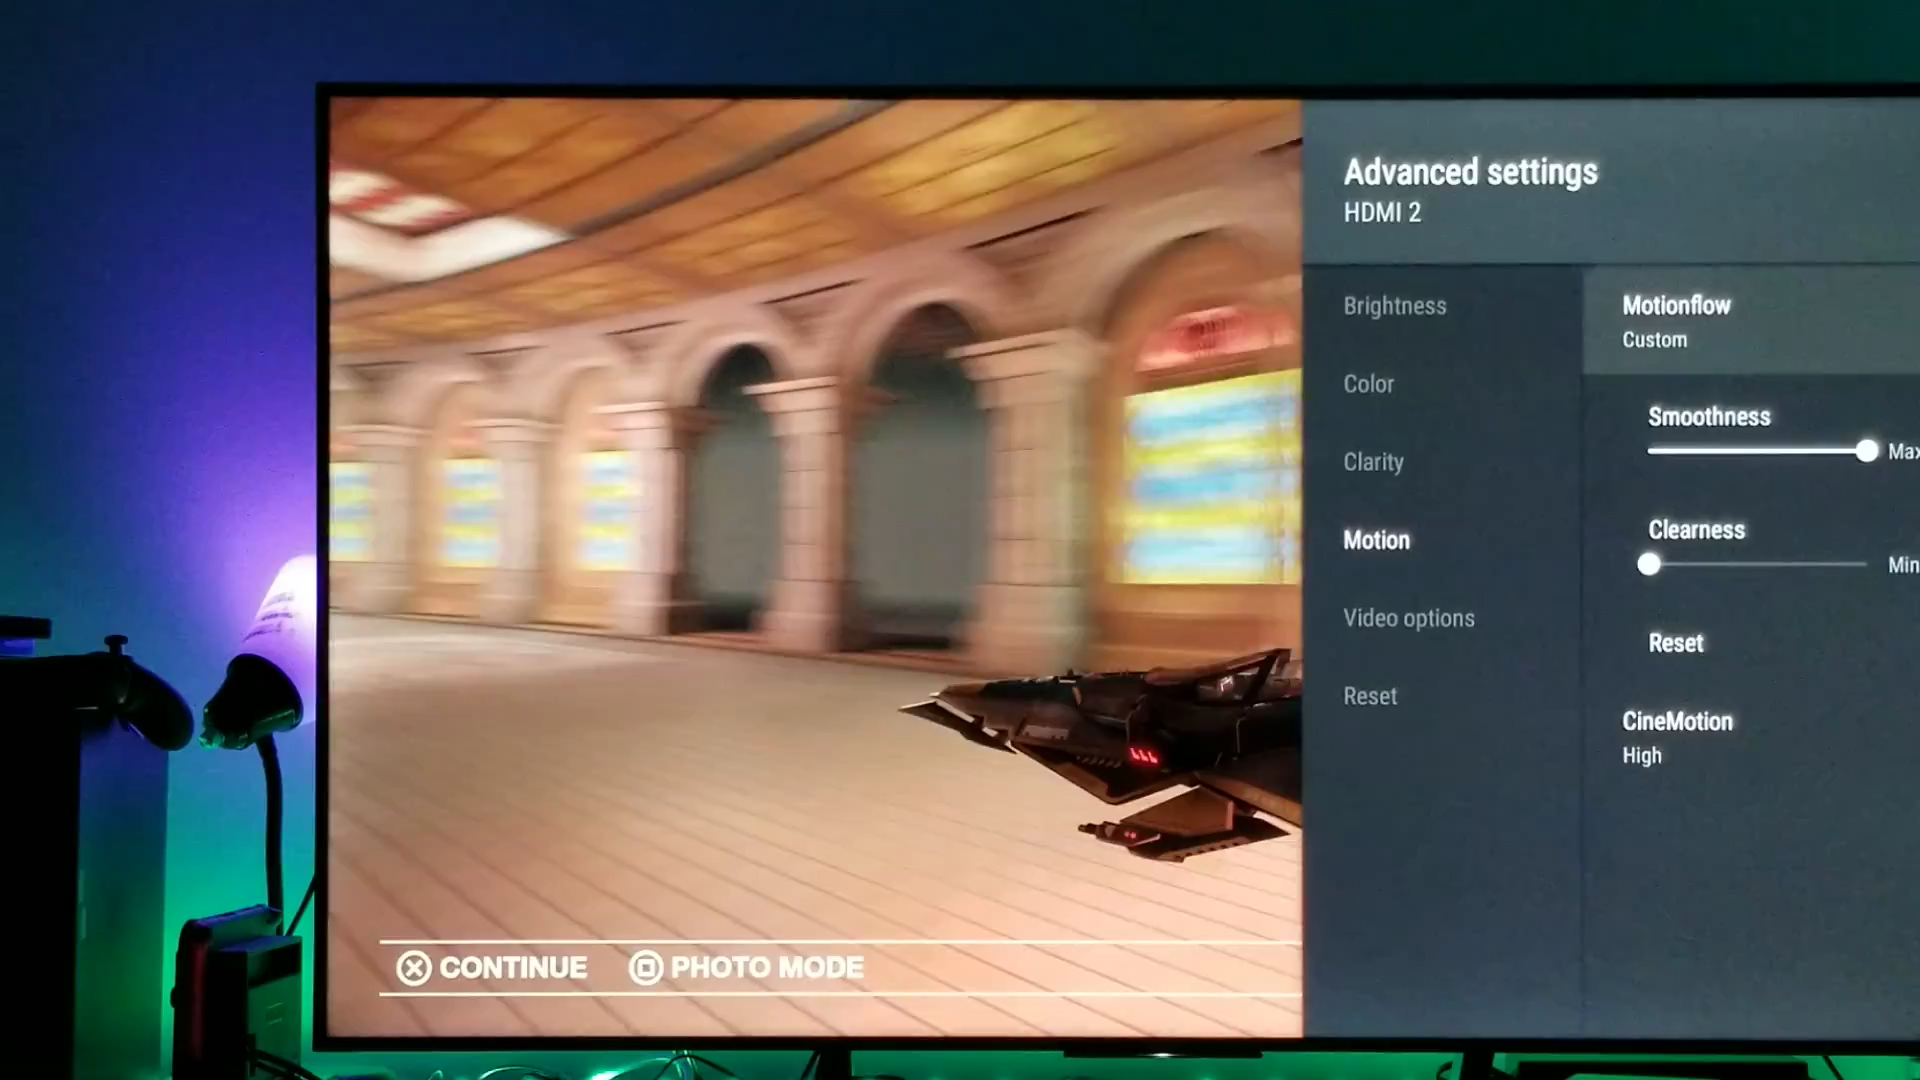 Advanced settings
HDMI 2
Brightness
Color
Clarity
Motion
Video options
Reset
Motionflow
Custom
Smoothness
Max
Clearness
Min
Reset
CineMotion
High
CONTINUE
PHOTO MODE